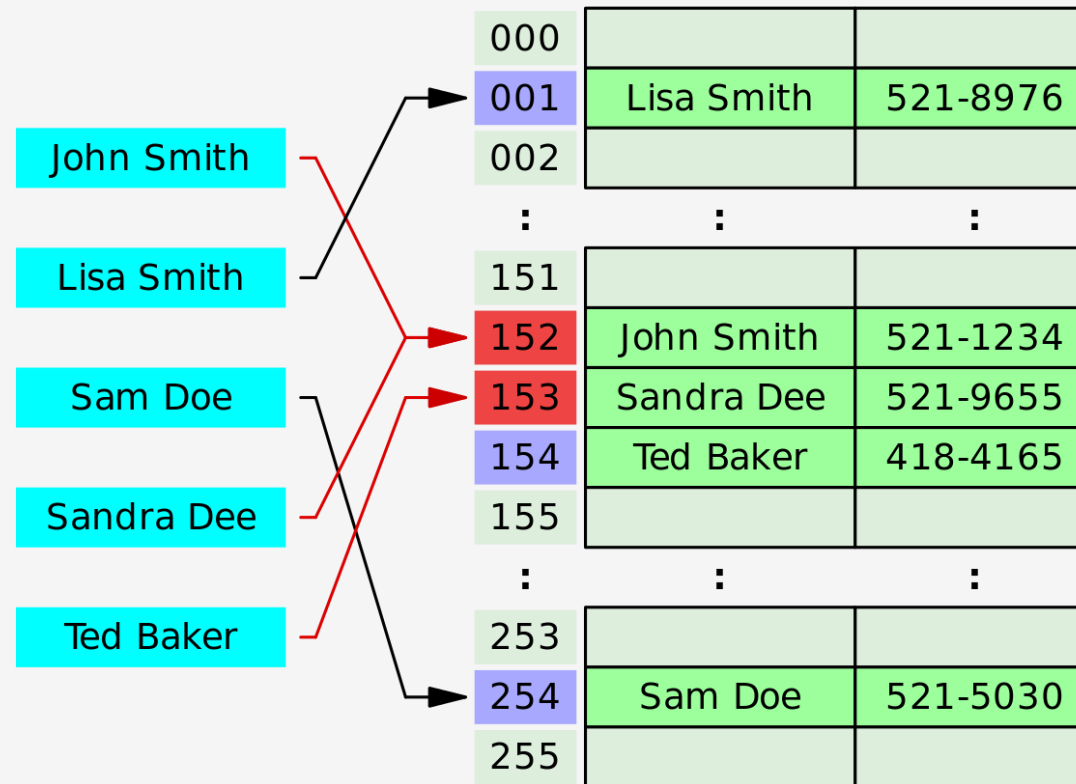 John Smith
Lisa Smith
Sam Doe
Sandra Dee
Ted Baker
000
001 Lisa Smith 521-8976
002
: : :
151
152 John Smith 521-1234
153 Sandra Dee 521-9655
154 Ted Baker 418-4165
155
: : :
253
254 Sam Doe 521-5030
255